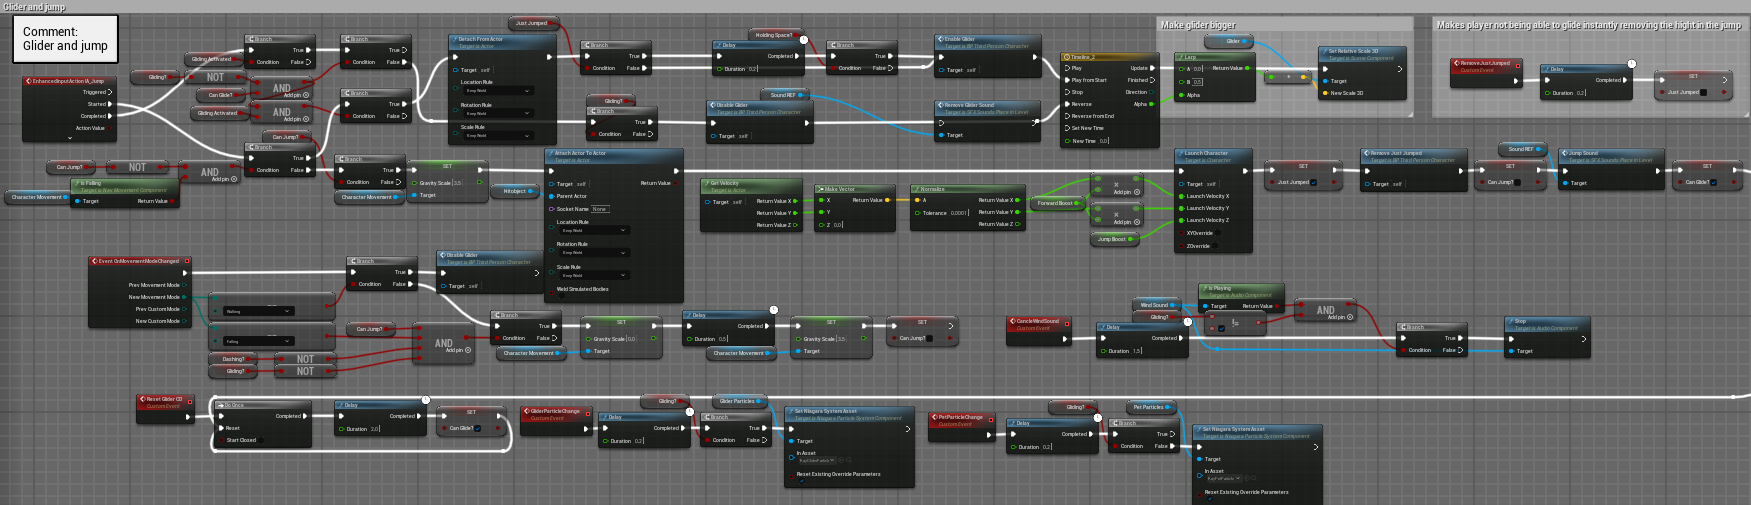 Glider and jump
Comment:
Glider and jump
Make glider bigger
Makes player not being able to glide instantly removing the hight in the jump
EnhancedInputAction IA_Jump
Triggered
Started
Completed
Action Value
Gliding?
Gliding Activated
NOT
Can Glide?
Gliding Activated
AND
Add pin
AND
Add pin
Branch
Condition
True
False
Branch
Condition
True
False
Branch
Condition
True
False
Can Jump?
Branch
Condition
True
False
Detach From Actor
Target is Actor
Target self
Location Rule
Keep World
Rotation Rule
Keep World
Scale Rule
Keep World
Just Jumped
Branch
Condition
True
False
Gliding?
Branch
Condition
True
False
Delay
Completed
Duration 0,2
Holding Space?
Branch
Condition
True
False
Enable Glider
Target is BP Third Person Character
Target self
Disable Glider
Target is BP Third Person Character
Target self
Sound REF
Remove Glider Sound
Target is SFX Sounds Piece in Level
Target
Play
Play from Start
Stop
Reverse
Reverse from End
Set New Time
New Time 0,0
Update
Finished
Direction
Alpha
Lerp
A 0,0
B
Alpha
Return Value
Glider
Set Relative Scale 3D
Target is Scene Component
Target
New Scale 3D
RemoveJustJumped
Custom Event
Delay
Completed
Duration 0,2
SET
Just Jumped
Can Jump?
NOT
AND
Add pin
Character Movement
Is Falling
Target is Nav Movement Component
Target
Return Value
Branch
Condition
True
False
Character Movement
SET
Gravity Scale 3,5
Target
Hit object
Attach Actor To Actor
Target is Actor
Target self
Parent Actor
Socket Name None
Location Rule
Keep World
Rotation Rule
Keep World
Scale Rule
Keep World
Weld Simulated Bodies
Return Value
Get Velocity
Target is Actor
Target self
Return Value X
Return Value Y
Return Value Z
Make Vector
X
Y
Z 0,0
Return Value
Normalize
A
Tolerance 0,0001
Return Value X
Return Value Y
Return Value Z
Forward Boost
Add pin
Add pin
Jump Boost
Launch Character
Target is Character
Target self
Launch Velocity X
Launch Velocity Y
Launch Velocity Z
XYOverride
ZOverride
SET
Just Jumped
Remove Just Jumped
Target is BP Third Person Character
Target self
SET
Can Jump?
Sound REF
Jump Sound
Target is SFX Sounds Piece in Level
Target
SET
Can Glide?
Event OnMovementModeChanged
Prev Movement Mode
New Movement Mode
Prev Custom Mode
New Custom Mode
Walking
Falling
Dashing?
NOT
Gliding?
NOT
Can Jump?
AND
Add pin
Branch
Condition
True
False
Disable Glider
Target is BP Third Person Character
Target self
Branch
Condition
True
False
Character Movement
SET
Gravity Scale 0,0
Target
Delay
Completed
Duration 0,5
Character Movement
SET
Gravity Scale 3,5
Target
SET
Can Jump?
CancleWindSound
Custom Event
Delay
Completed
Duration 1,5
Wind Sound
Gliding?
Is Playing
Target is Audio Component
Target
Return Value
!=
AND
Add pin
Branch
Condition
True
False
Stop
Target is Audio Component
Target
Reset Glider CD
Custom Event
Do Once
Completed
Reset
Start Closed
Delay
Completed
Duration 2,0
SET
Can Glide?
GliderParticleChange
Custom Event
Delay
Completed
Duration 0,2
Gliding?
Branch
Condition
True
False
Glider Particles
Set Niagara System Asset
Target is Niagara Particle System Component
Target
In Asset
Reset Existing Override Parameters
PetParticleChange
Custom Event
Delay
Completed
Duration 0,2
Gliding?
Branch
Condition
True
False
Pet Particles
Set Niagara System Asset
Target is Niagara Particle System Component
Target
In Asset
Reset Existing Override Parameters